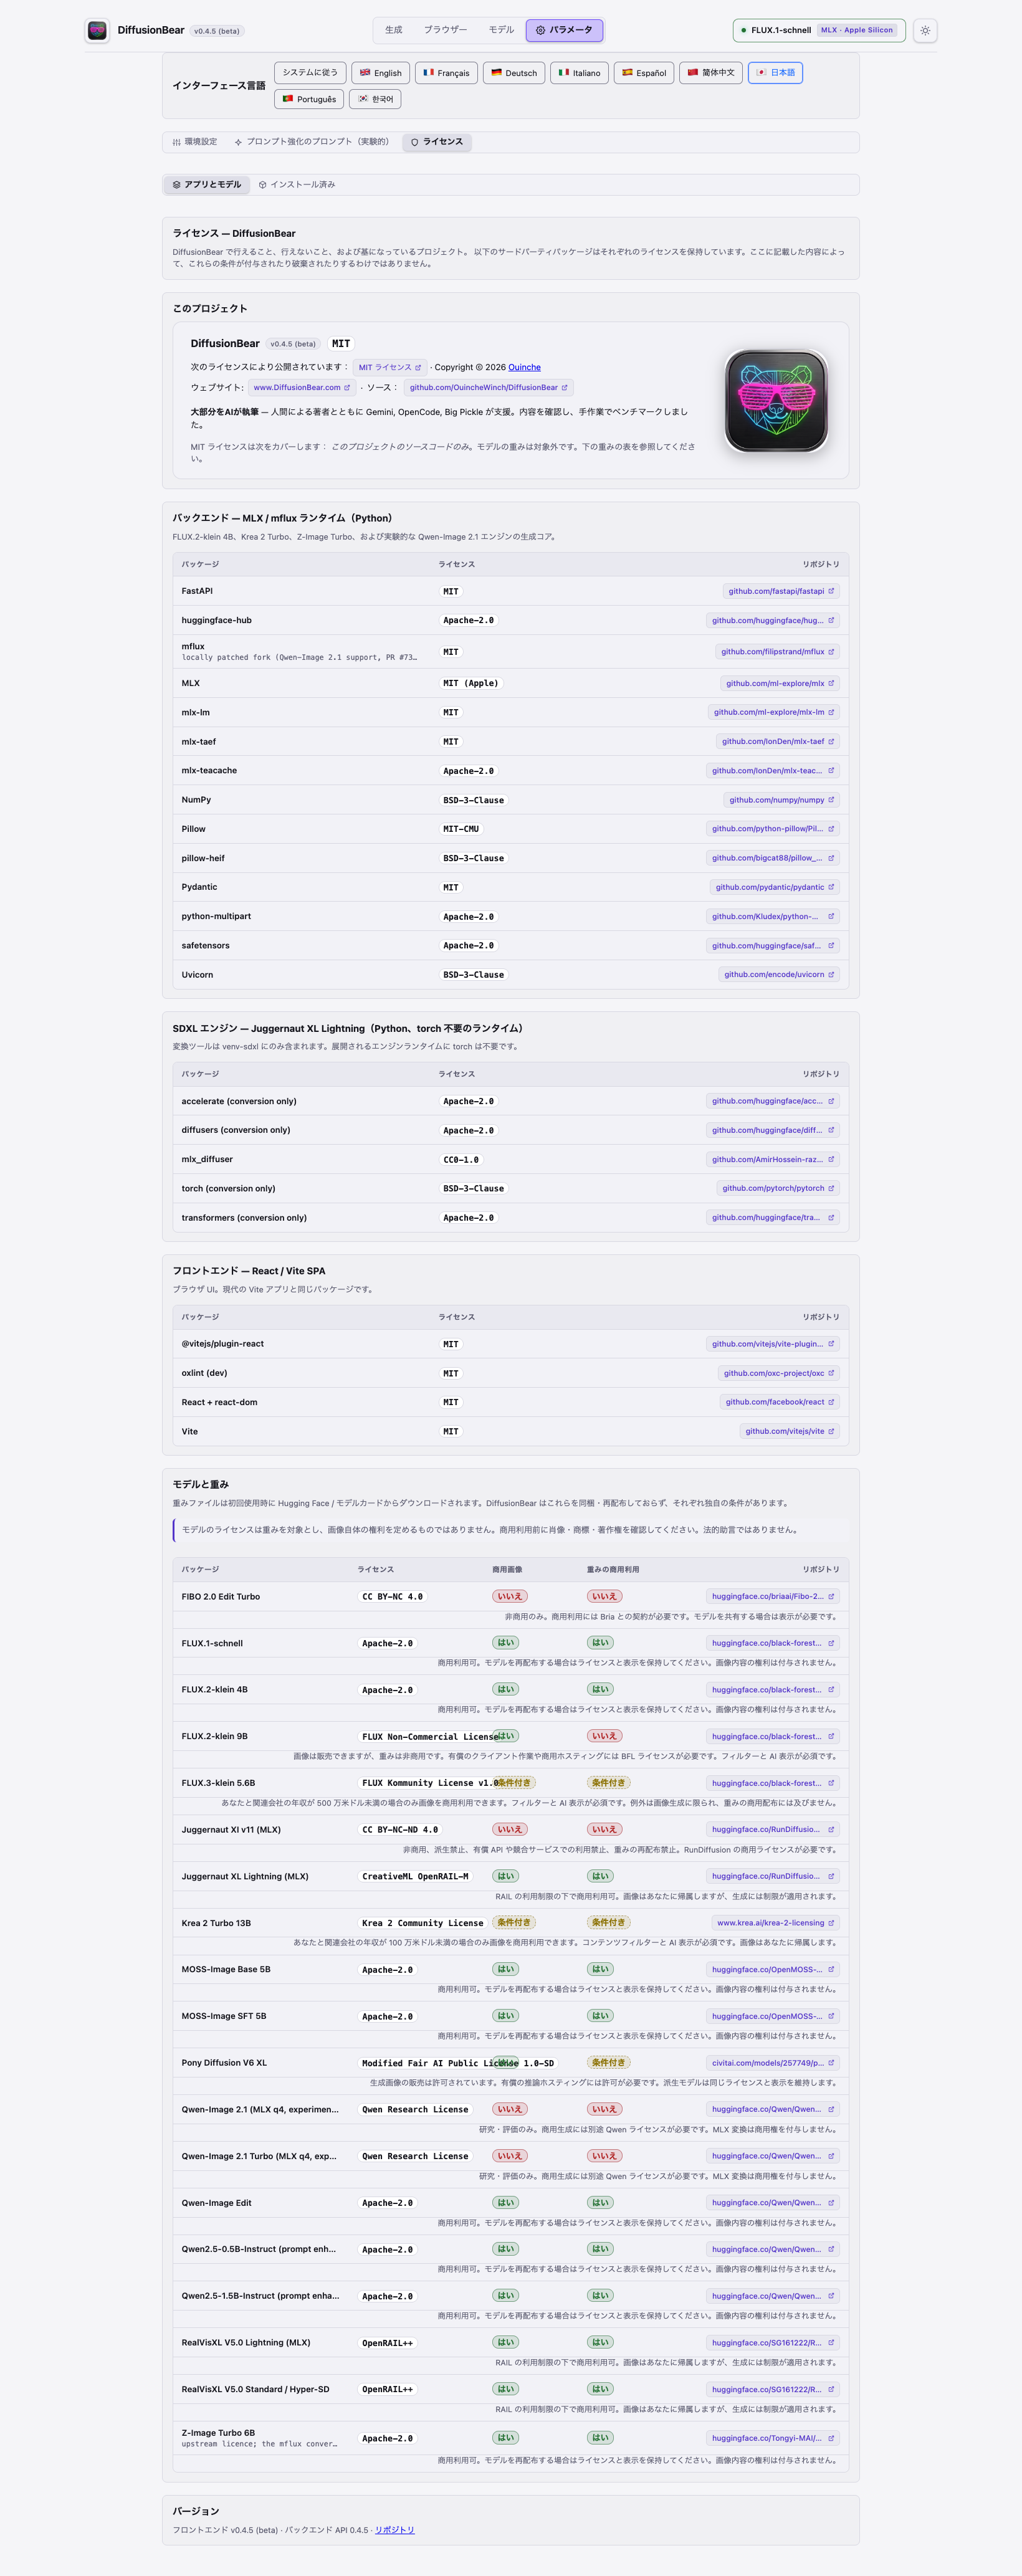 DiffusionBear v0.4.5 (beta)
生成 ブラウザー モデル パラメータ
FLUX.1-schnell MLX · Apple Silicon
インターフェース言語
システムに従う English Français Deutsch Italiano Español 简体中文 日本語
Português 한국어
環境設定 プロンプト強化のプロンプト（実験的） ライセンス
アプリとモデル インストール済み
ライセンス — DiffusionBear
DiffusionBear で行えること、行えないこと、および基になっているプロジェクト。 以下のサードパーティパッケージはそれぞれのライセンスを保持しています。ここに記載した内容によっ
て、これらの条件が付与されたり破棄されたりするわけではありません。
このプロジェクト
DiffusionBear v0.4.5 (beta) MIT
次のライセンスにより公開されています： MIT ライセンス · Copyright © 2026 Ouinche
ウェブサイト: www.DiffusionBear.com · ソース： github.com/OuincheWinch/DiffusionBear
大部分をAIが執筆 — 人間による著者とともに Gemini, OpenCode, Big Pickle が支援。内容を確認し、手作業でベンチマークしまし
た。
MIT ライセンスは次をカバーします： このプロジェクトのソースコードのみ。モデルの重みは対象外です。下の重みの表を参照してくださ
い。
バックエンド — MLX / mflux ランタイム（Python）
FLUX.2-klein 4B、Krea 2 Turbo、Z-Image Turbo、および実験的な Qwen-Image 2.1 エンジンの生成コア。
パッケージ ライセンス リポジトリ
FastAPI MIT github.com/fastapi/fastapi
huggingface-hub Apache-2.0 github.com/huggingface/hug...
mflux MIT github.com/filipstrand/mflux
locally patched fork (Qwen-Image 2.1 support, PR #73…
MLX MIT (Apple) github.com/ml-explore/mlx
mlx-lm MIT github.com/ml-explore/mlx-lm
mlx-taef MIT github.com/IonDen/mlx-taef
mlx-teacache Apache-2.0 github.com/IonDen/mlx-teac...
NumPy BSD-3-Clause github.com/numpy/numpy
Pillow MIT-CMU github.com/python-pillow/Pil...
pillow-heif BSD-3-Clause github.com/bigcat88/pillow_...
Pydantic MIT github.com/pydantic/pydantic
python-multipart Apache-2.0 github.com/Kludex/python-...
safetensors Apache-2.0 github.com/huggingface/saf...
Uvicorn BSD-3-Clause github.com/encode/uvicorn
SDXL エンジン — Juggernaut XL Lightning（Python、torch 不要のランタイム）
変換ツールは venv-sdxl にのみ含まれます。展開されるエンジンランタイムに torch は不要です。
パッケージ ライセンス リポジトリ
accelerate (conversion only) Apache-2.0 github.com/huggingface/acc...
diffusers (conversion only) Apache-2.0 github.com/huggingface/diff...
mlx_diffuser CC0-1.0 github.com/AmirHossein-raz...
torch (conversion only) BSD-3-Clause github.com/pytorch/pytorch
transformers (conversion only) Apache-2.0 github.com/huggingface/tra...
フロントエンド — React / Vite SPA
ブラウザ UI。現代の Vite アプリと同じパッケージです。
パッケージ ライセンス リポジトリ
@vitejs/plugin-react MIT github.com/vitejs/vite-plugin...
oxlint (dev) MIT github.com/oxc-project/oxc
React + react-dom MIT github.com/facebook/react
Vite MIT github.com/vitejs/vite
モデルと重み
重みファイルは初回使用時に Hugging Face / モデルカードからダウンロードされます。DiffusionBear はこれらを同梱・再配布しておらず、それぞれ独自の条件があります。
モデルのライセンスは重みを対象とし、画像自体の権利を定めるものではありません。商用利用前に肖像・商標・著作権を確認してください。法的助言ではありません。
パッケージ ライセンス 商用画像 重みの商用利用 リポジトリ
FIBO 2.0 Edit Turbo CC BY-NC 4.0 いいえ いいえ huggingface.co/briaai/Fibo-2...
非商用のみ。商用利用には Bria との契約が必要です。モデルを共有する場合は表示が必要です。
FLUX.1-schnell Apache-2.0 はい はい huggingface.co/black-forest...
商用利用可。モデルを再配布する場合はライセンスと表示を保持してください。画像内容の権利は付与されません。
FLUX.2-klein 4B Apache-2.0 はい はい huggingface.co/black-forest...
商用利用可。モデルを再配布する場合はライセンスと表示を保持してください。画像内容の権利は付与されません。
FLUX.2-klein 9B FLUX Non-Commercial License はい いいえ huggingface.co/black-forest...
画像は販売できますが、重みは非商用です。有償のクライアント作業や商用ホスティングには BFL ライセンスが必要です。フィルターと AI 表示が必須です。
FLUX.3-klein 5.6B FLUX Kommunity License v1.0 条件付き 条件付き huggingface.co/black-forest...
あなたと関連会社の年収が 500 万米ドル未満の場合のみ画像を商用利用できます。フィルターと AI 表示が必須です。例外は画像生成に限られ、重みの商用配布には及びません。
Juggernaut XI v11 (MLX) CC BY-NC-ND 4.0 いいえ いいえ huggingface.co/RunDiffusio...
非商用、派生禁止、有償 API や競合サービスでの利用禁止、重みの再配布禁止。RunDiffusion の商用ライセンスが必要です。
Juggernaut XL Lightning (MLX) CreativeML OpenRAIL-M はい はい huggingface.co/RunDiffusio...
RAIL の利用制限の下で商用利用可。画像はあなたに帰属しますが、生成には制限が適用されます。
Krea 2 Turbo 13B Krea 2 Community License 条件付き 条件付き www.krea.ai/krea-2-licensing
あなたと関連会社の年収が 100 万米ドル未満の場合のみ画像を商用利用できます。コンテンツフィルターと AI 表示が必須です。画像はあなたに帰属します。
MOSS-Image Base 5B Apache-2.0 はい はい huggingface.co/OpenMOSS-...
商用利用可。モデルを再配布する場合はライセンスと表示を保持してください。画像内容の権利は付与されません。
MOSS-Image SFT 5B Apache-2.0 はい はい huggingface.co/OpenMOSS-...
商用利用可。モデルを再配布する場合はライセンスと表示を保持してください。画像内容の権利は付与されません。
Pony Diffusion V6 XL Modified Fair AI Public License 1.0-SD はい 条件付き civitai.com/models/257749/p...
生成画像の販売は許可されています。有償の推論ホスティングには許可が必要です。派生モデルは同じライセンスと表示を維持します。
Qwen-Image 2.1 (MLX q4, experimen... Qwen Research License いいえ いいえ huggingface.co/Qwen/Qwen...
研究・評価のみ。商用生成には別途 Qwen ライセンスが必要です。MLX 変換は商用権を付与しません。
Qwen-Image 2.1 Turbo (MLX q4, exp... Qwen Research License いいえ いいえ huggingface.co/Qwen/Qwen...
研究・評価のみ。商用生成には別途 Qwen ライセンスが必要です。MLX 変換は商用権を付与しません。
Qwen-Image Edit Apache-2.0 はい はい huggingface.co/Qwen/Qwen...
商用利用可。モデルを再配布する場合はライセンスと表示を保持してください。画像内容の権利は付与されません。
Qwen2.5-0.5B-Instruct (prompt enh... Apache-2.0 はい はい huggingface.co/Qwen/Qwen...
商用利用可。モデルを再配布する場合はライセンスと表示を保持してください。画像内容の権利は付与されません。
Qwen2.5-1.5B-Instruct (prompt enha... Apache-2.0 はい はい huggingface.co/Qwen/Qwen...
商用利用可。モデルを再配布する場合はライセンスと表示を保持してください。画像内容の権利は付与されません。
RealVisXL V5.0 Lightning (MLX) OpenRAIL++ はい はい huggingface.co/SG161222/R...
RAIL の利用制限の下で商用利用可。画像はあなたに帰属しますが、生成には制限が適用されます。
RealVisXL V5.0 Standard / Hyper-SD OpenRAIL++ はい はい huggingface.co/SG161222/R...
RAIL の利用制限の下で商用利用可。画像はあなたに帰属しますが、生成には制限が適用されます。
Z-Image Turbo 6B Apache-2.0 はい はい huggingface.co/Tongyi-MAI/...
upstream licence; the mflux conver…
商用利用可。モデルを再配布する場合はライセンスと表示を保持してください。画像内容の権利は付与されません。
バージョン
フロントエンド v0.4.5 (beta) · バックエンド API 0.4.5 · リポジトリ